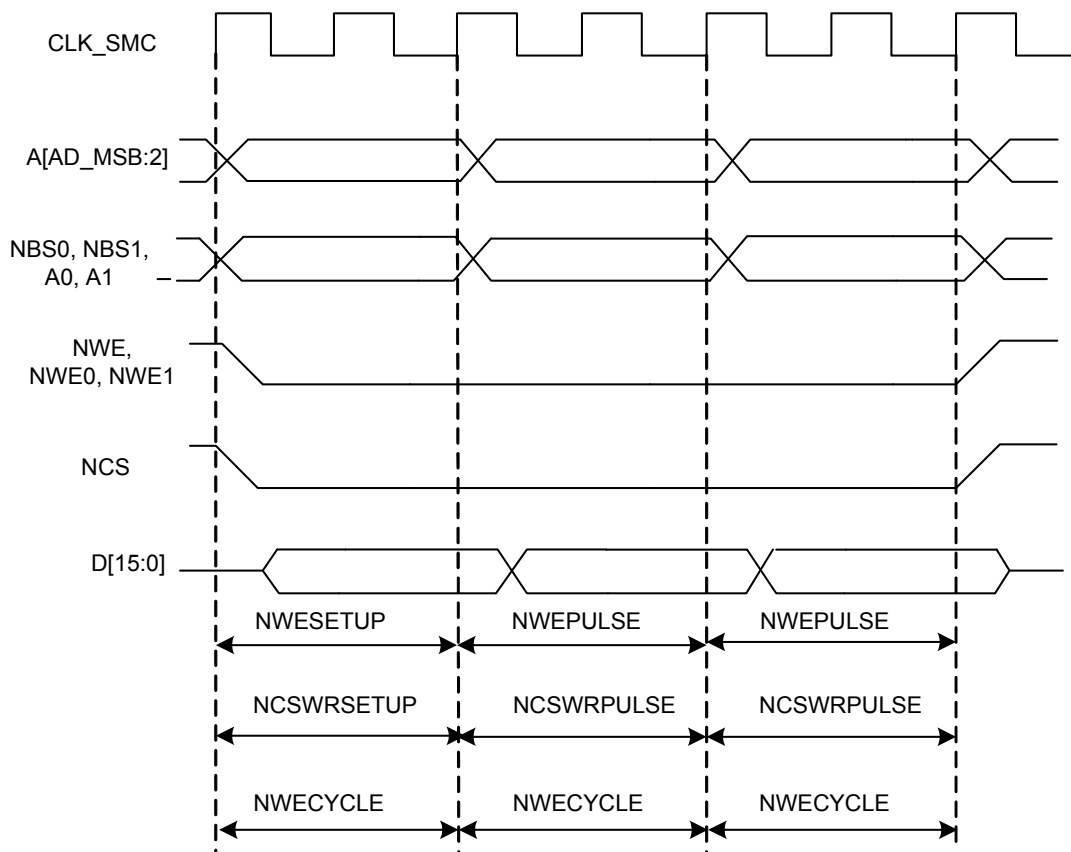 CLK_SMC
A[AD_MSB:2]
NBS0, NBS1,
A0, A1
NWE,
NWE0, NWE1
NCS
D[15:0]
NWESETUP NWEPULSE NWEPULSE
NCSWRSETUP NCSWRPULSE NCSWRPULSE
NWECYCLE NWECYCLE NWECYCLE